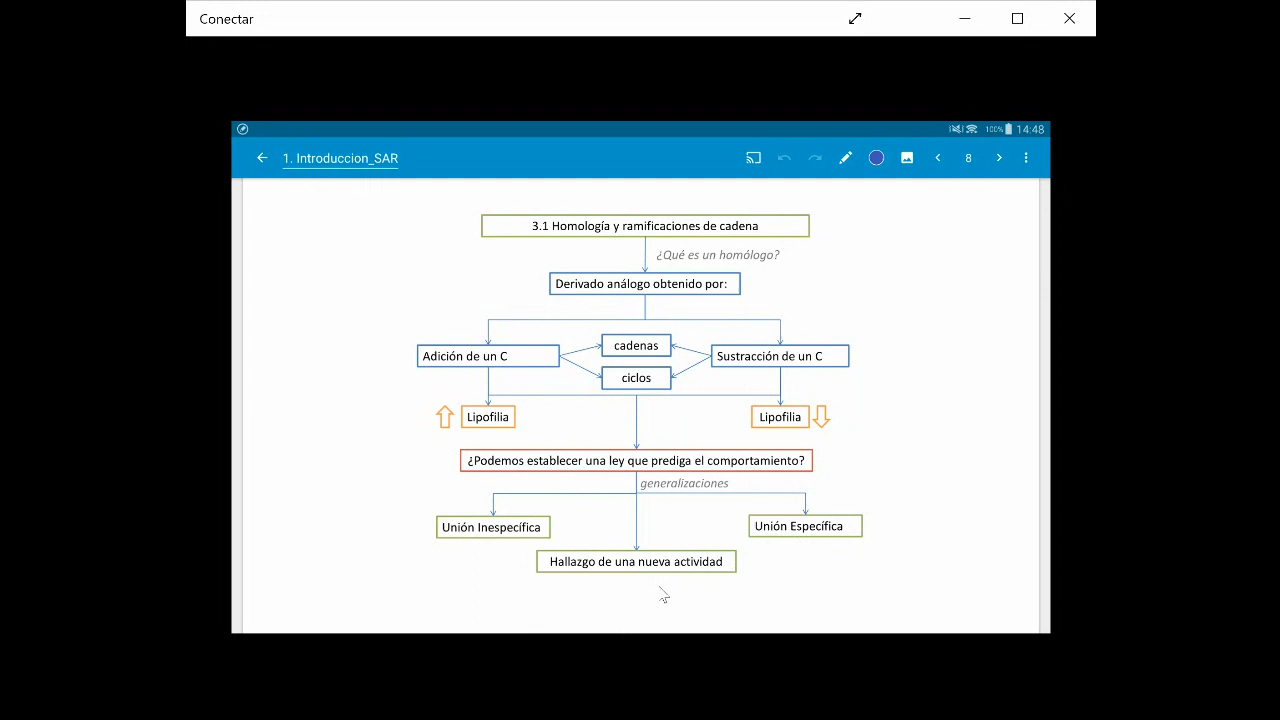 Conectar
100% 14:48
1. Introduccion_SAR
8
3.1 Homología y ramificaciones de cadena
¿Qué es un homólogo?
Derivado análogo obtenido por:
cadenas
Adición de un C
Sustracción de un C
ciclos
Lipofilia
Lipofilia
¿Podemos establecer una ley que prediga el comportamiento?
generalizaciones
Unión Inespecífica
Unión Específica
Hallazgo de una nueva actividad